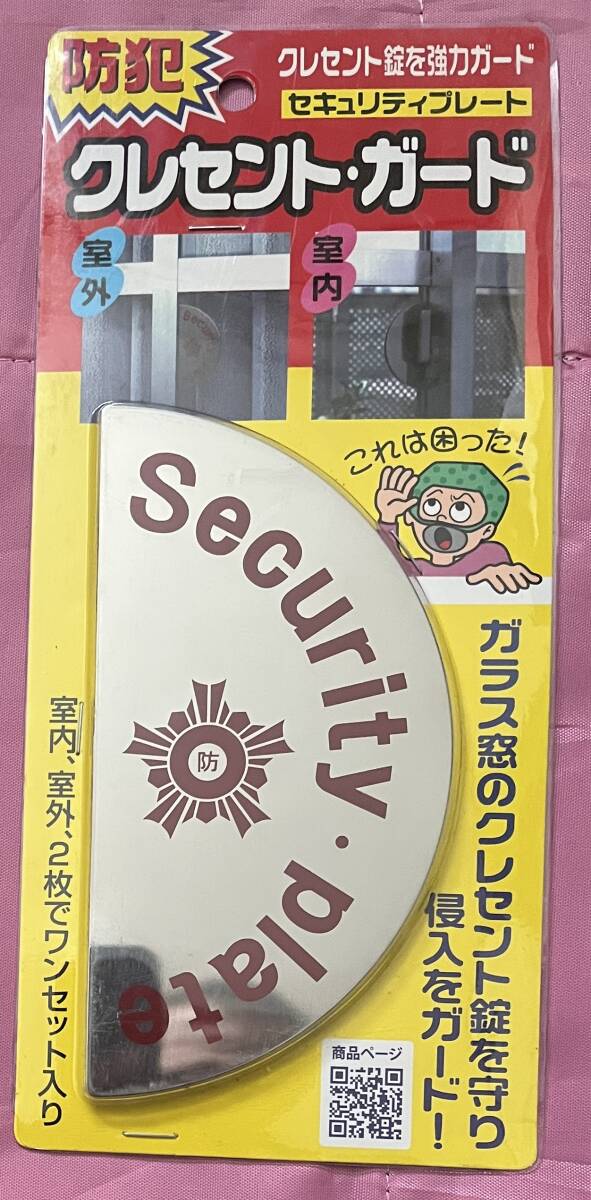 防犯
クレセント錠を強力ガード
セキュリティプレート
クレセント・ガード
室外
室内
Security
これは困った!
Security・plate
防
ガラス窓のクレセント錠を守り
侵入をガード!
室内、室外、2枚でワンセット入り
商品ページ